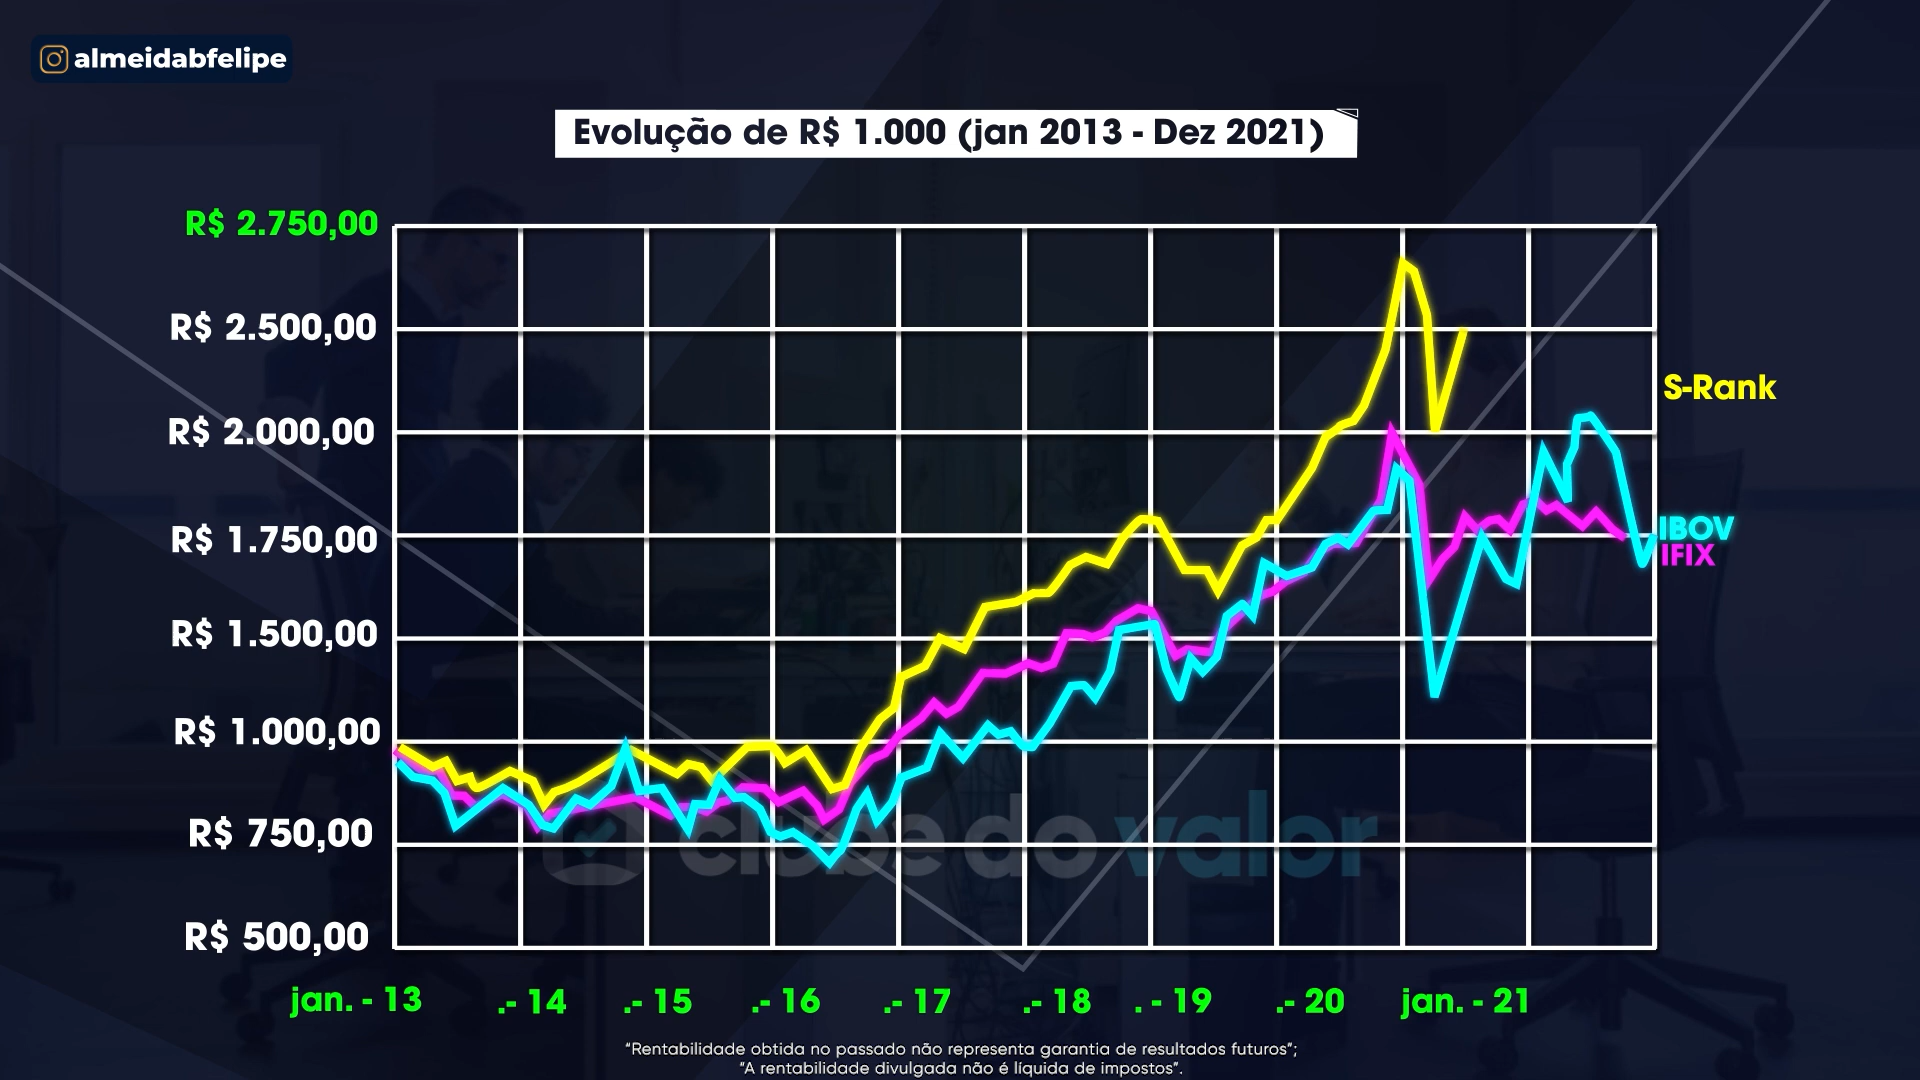 almeidabfelipe
Evolução de R$ 1.000 (jan 2013 - Dez 2021)
R$ 2.750,00
R$ 2.500,00
R$ 2.000,00
R$ 1.750,00
R$ 1.500,00
R$ 1.000,00
R$ 750,00
R$ 500,00
S-Rank
IBOV
IFIX
clube do valor
jan. - 13 .- 14 .- 15 .- 16 .- 17 .- 18 . - 19 .- 20 jan. - 21
“Rentabilidade obtida no passado não representa garantia de resultados futuros”;
“A rentabilidade divulgada não é líquida de impostos”.